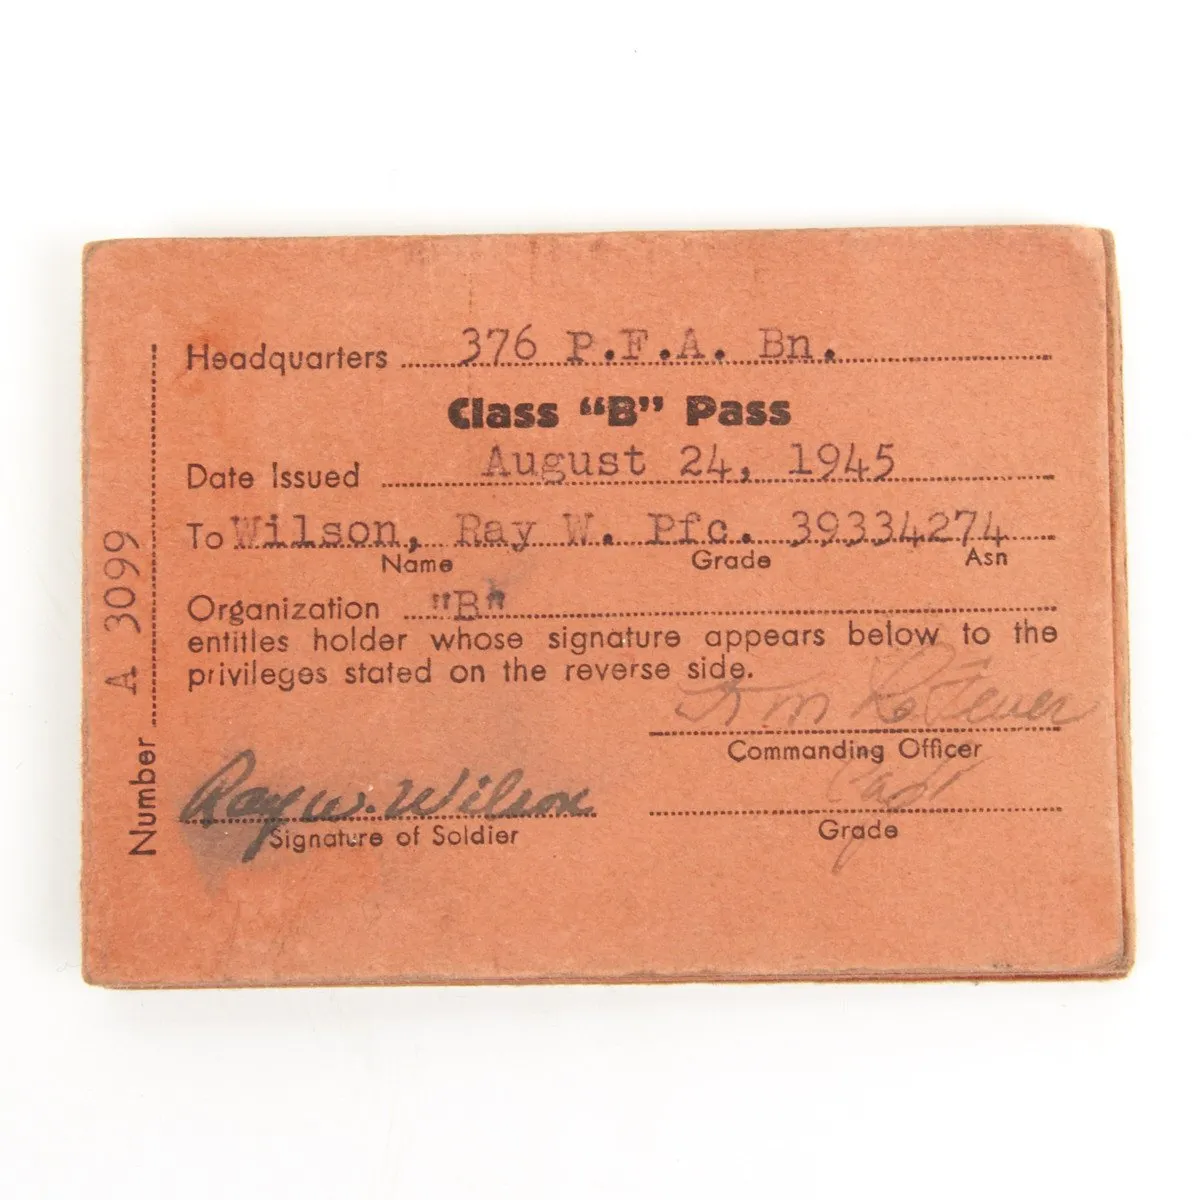 Headquarters 376 P.F.A. Bn.
Class "B" Pass
Date Issued August 24, 1945
To Wilson, Ray W. Pfc. 39334274
Name Grade Asn
Organization "B"
entitles holder whose signature appears below to the
privileges stated on the reverse side.
Commanding Officer
Ray W. Wilson
Signature of Soldier
Capt
Grade
Number A 3099